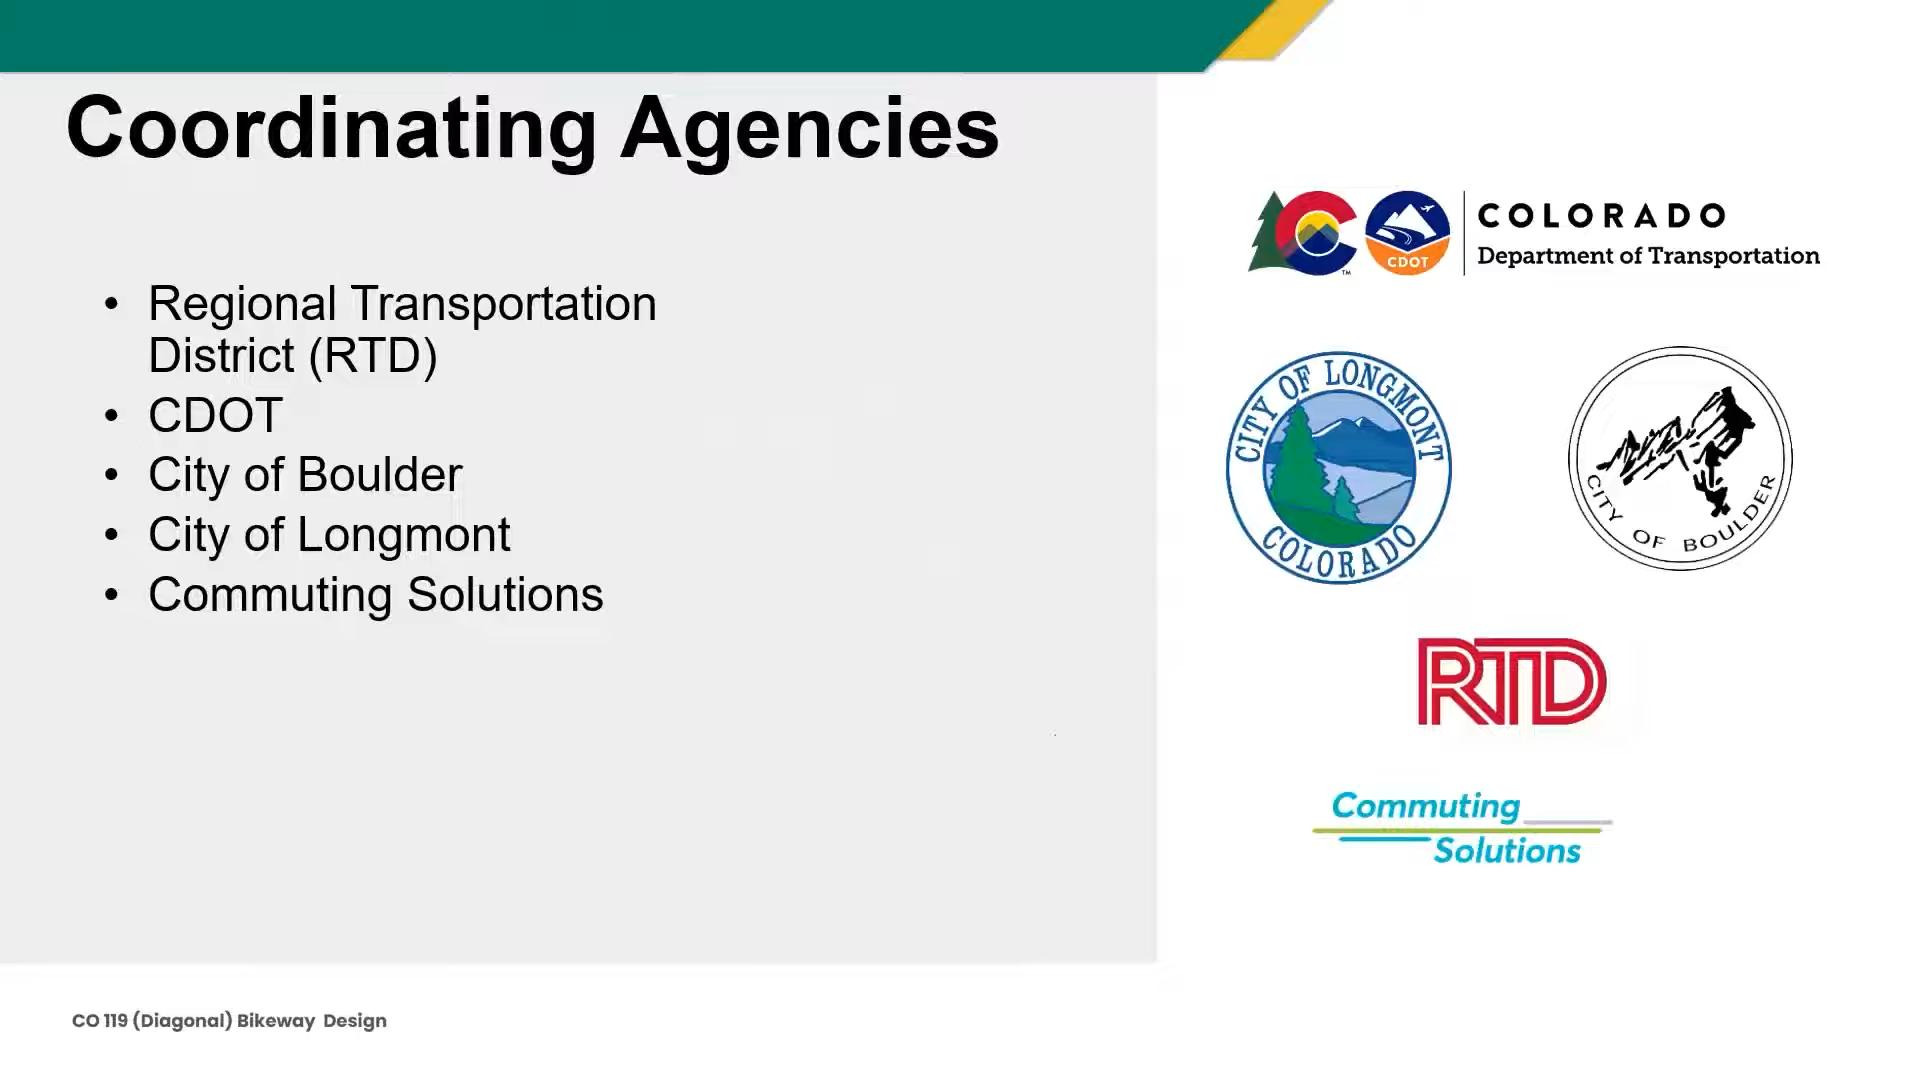 Coordinating Agencies
• Regional Transportation
District (RTD)
• CDOT
• City of Boulder
• City of Longmont
• Commuting Solutions
TM
CDOT
COLORADO
Department of Transportation
CITY OF LONGMONT
COLORADO
CITY OF BOULDER
RTD
Commuting
Solutions
CO 119 (Diagonal) Bikeway Design